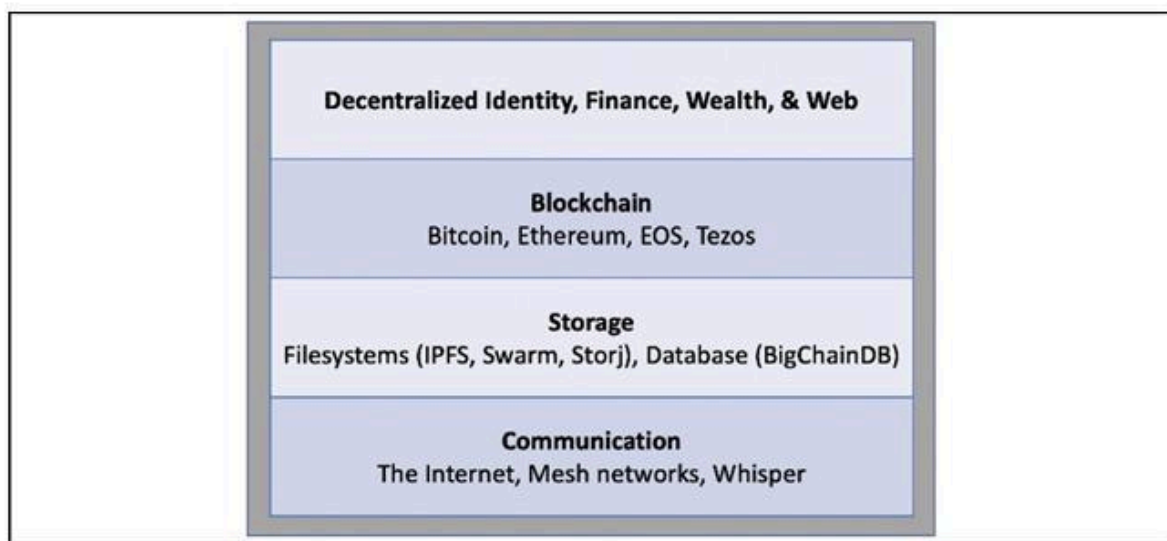 Decentralized Identity, Finance, Wealth, & Web
Blockchain
Bitcoin, Ethereum, EOS, Tezos
Storage
Filesystems (IPFS, Swarm, Storj), Database (BigChainDB)
Communication
The Internet, Mesh networks, Whisper